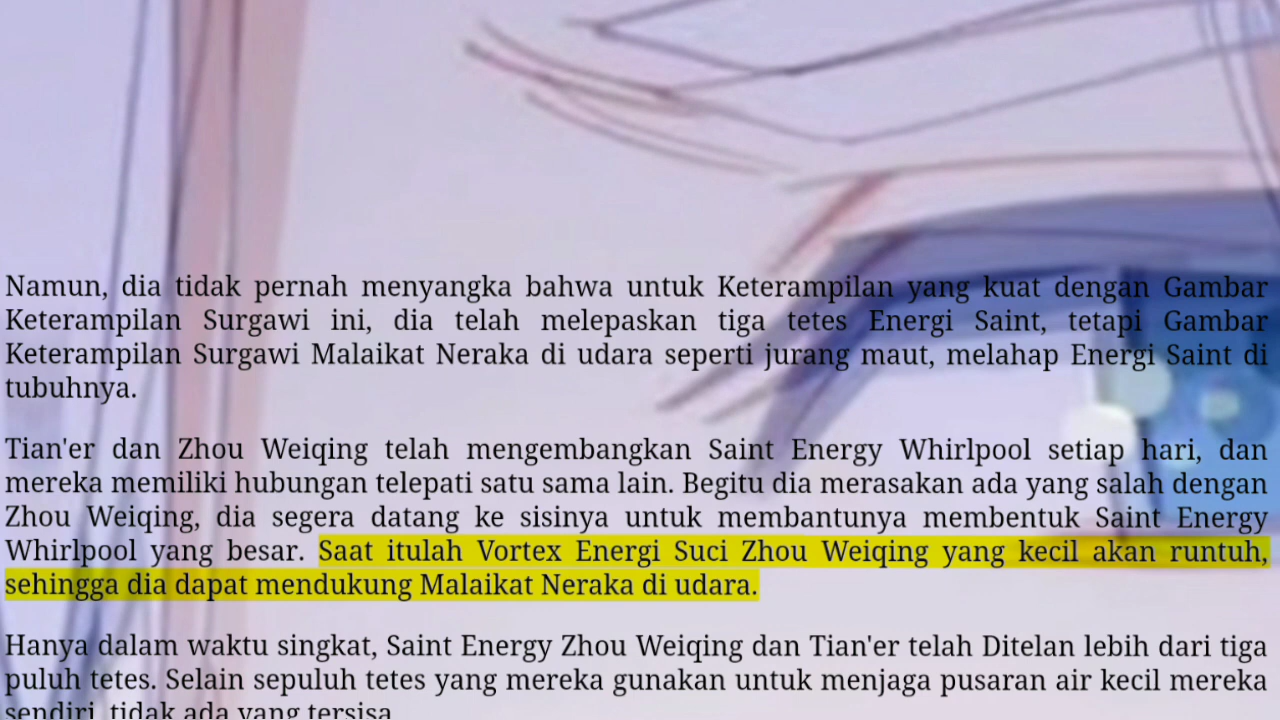 Namun, dia tidak pernah menyangka bahwa untuk Keterampilan yang kuat dengan Gambar
Keterampilan Surgawi ini, dia telah melepaskan tiga tetes Energi Saint, tetapi Gambar
Keterampilan Surgawi Malaikat Neraka di udara seperti jurang maut, melahap Energi Saint di
tubuhnya.
Tian'er dan Zhou Weiqing telah mengembangkan Saint Energy Whirlpool setiap hari, dan
mereka memiliki hubungan telepati satu sama lain. Begitu dia merasakan ada yang salah dengan
Zhou Weiqing, dia segera datang ke sisinya untuk membantunya membentuk Saint Energy
Whirlpool yang besar. Saat itulah Vortex Energi Suci Zhou Weiqing yang kecil akan runtuh,
sehingga dia dapat mendukung Malaikat Neraka di udara.
Hanya dalam waktu singkat, Saint Energy Zhou Weiqing dan Tian'er telah Ditelan lebih dari tiga
puluh tetes. Selain sepuluh tetes yang mereka gunakan untuk menjaga pusaran air kecil mereka
sendiri, tidak ada yang tersisa